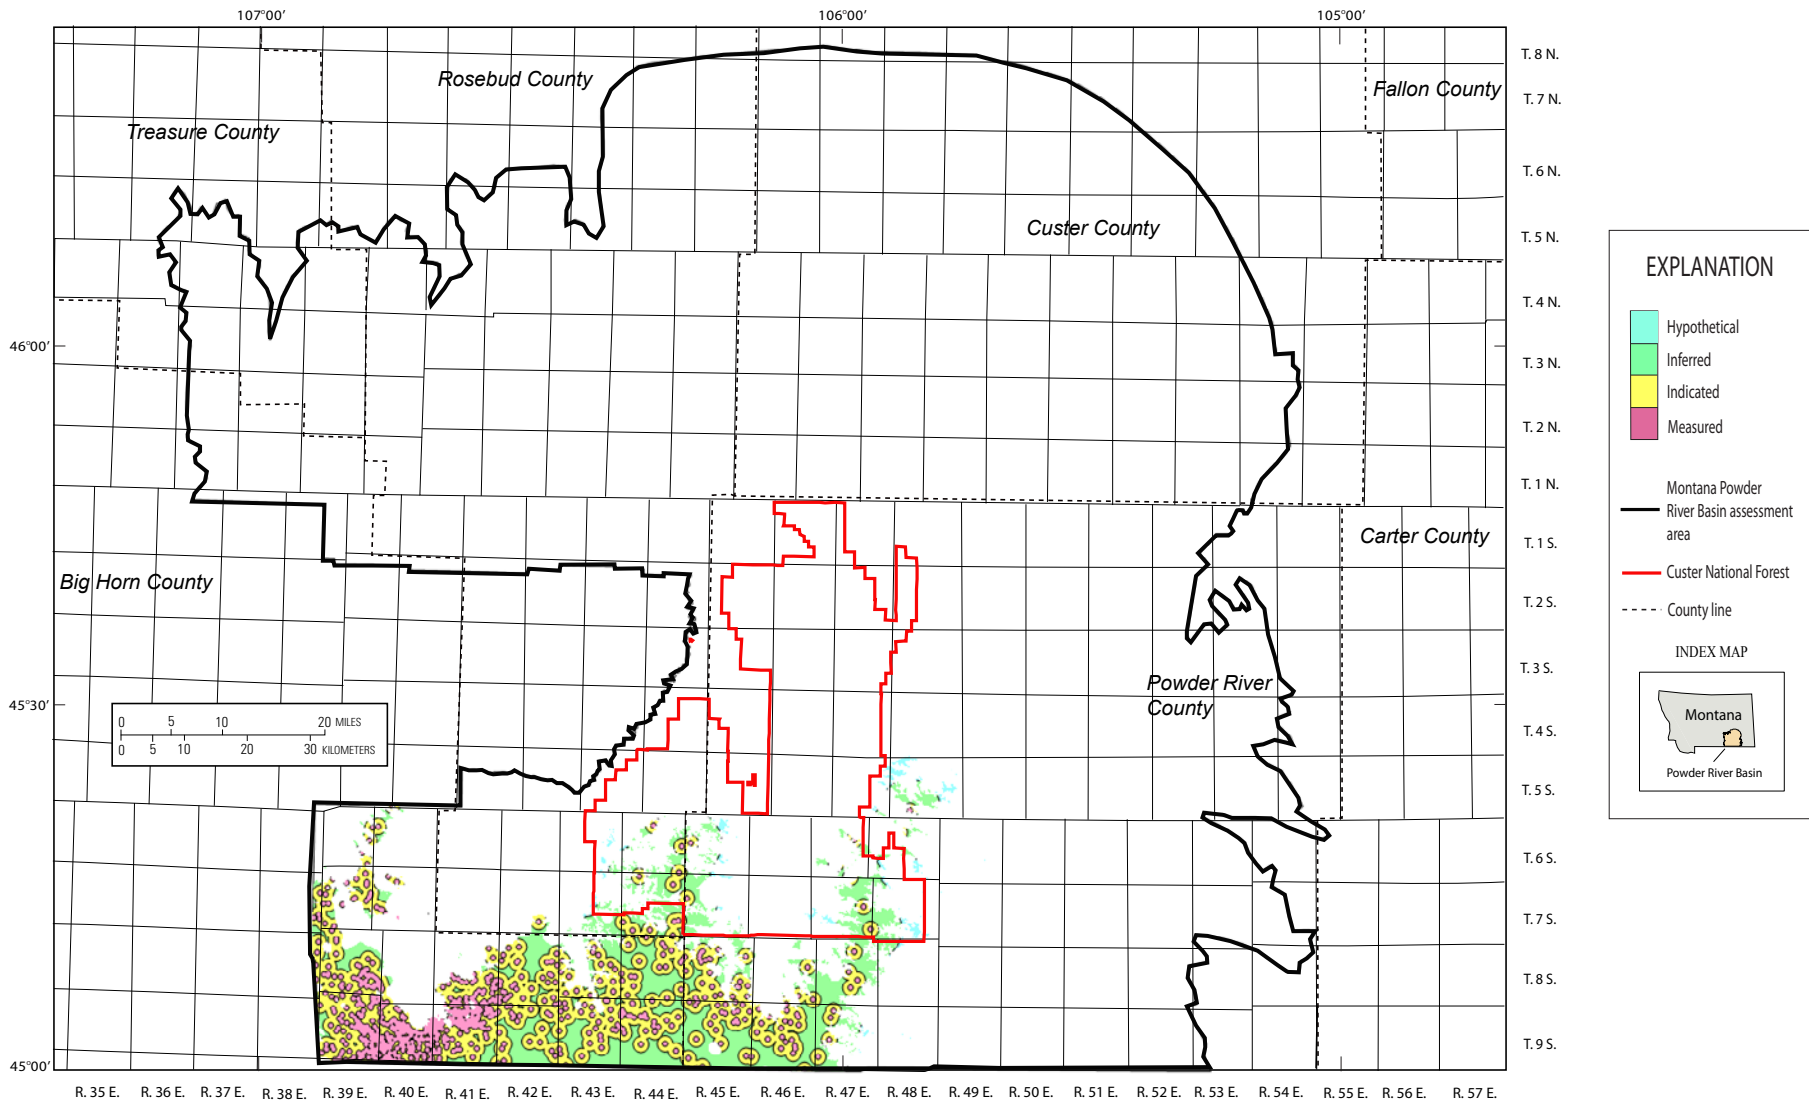 107°00′ 106°00′ 105°00′
Rosebud County
Fallon County
Treasure County
Custer County
Big Horn County
Carter County
Powder River
County
46°00′
45°30′
45°00′
T. 8 N.
T. 7 N.
T. 6 N.
T. 5 N.
T. 4 N.
T. 3 N.
T. 2 N.
T. 1 N.
T. 1 S.
T. 2 S.
T. 3 S.
T. 4 S.
T. 5 S.
T. 6 S.
T. 7 S.
T. 8 S.
T. 9 S.
0 5 10 20 MILES
0 5 10 20 30 KILOMETERS
R. 35 E. R. 36 E. R. 37 E. R. 38 E. R. 39 E. R. 40 E. R. 41 E. R. 42 E. R. 43 E. R. 44 E. R. 45 E. R. 46 E. R. 47 E. R. 48 E. R. 49 E. R. 50 E. R. 51 E. R. 52 E. R. 53 E. R. 54 E. R. 55 E. R. 56 E. R. 57 E.
EXPLANATION
Hypothetical
Inferred
Indicated
Measured
Montana Powder
River Basin assessment
area
Custer National Forest
County line
INDEX MAP
Montana
Powder River Basin